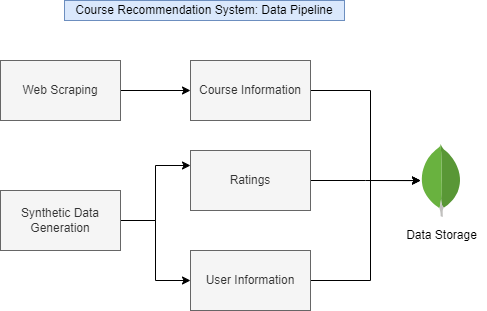 Course Recommendation System: Data Pipeline
Web Scraping
Course Information
Ratings
Synthetic Data
Generation
User Information
Data Storage